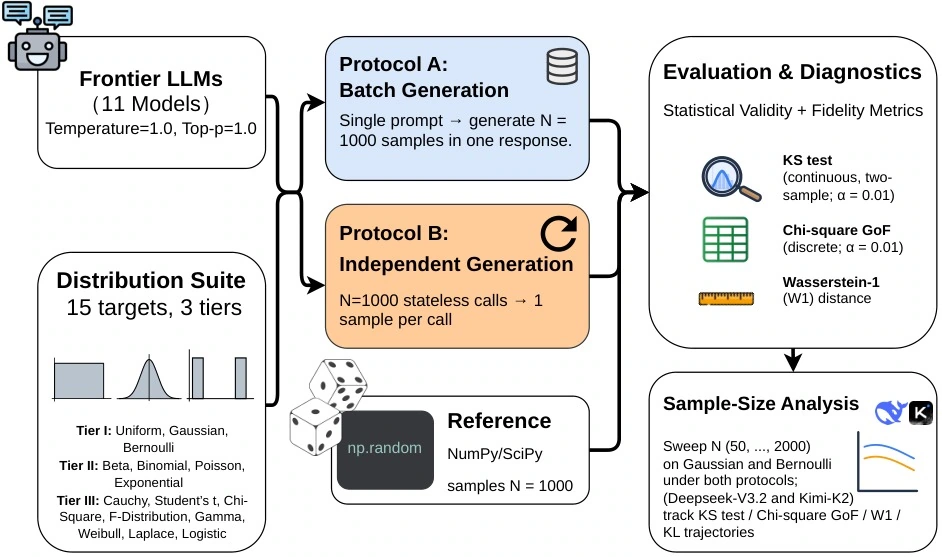 Frontier LLMs
（11 Models）
Temperature=1.0, Top-p=1.0
Distribution Suite
15 targets, 3 tiers
Tier I: Uniform, Gaussian,
Bernoulli
Tier II: Beta, Binomial, Poisson,
Exponential
Tier III: Cauchy, Student's t, Chi-
Square, F-Distribution, Gamma,
Weibull, Laplace, Logistic
Protocol A:
Batch Generation
Single prompt → generate N =
1000 samples in one response.
Protocol B:
Independent Generation
N=1000 stateless calls → 1
sample per call
np.random
Reference
NumPy/SciPy
samples N = 1000
Evaluation & Diagnostics
Statistical Validity + Fidelity Metrics
KS test
(continuous, two-
sample; α = 0.01)
Chi-square GoF
(discrete; α = 0.01)
Wasserstein-1
(W1) distance
Sample-Size Analysis
K
Sweep N (50, ..., 2000)
on Gaussian and Bernoulli
under both protocols;
(Deepseek-V3.2 and Kimi-K2)
track KS test / Chi-square GoF / W1 /
KL trajectories